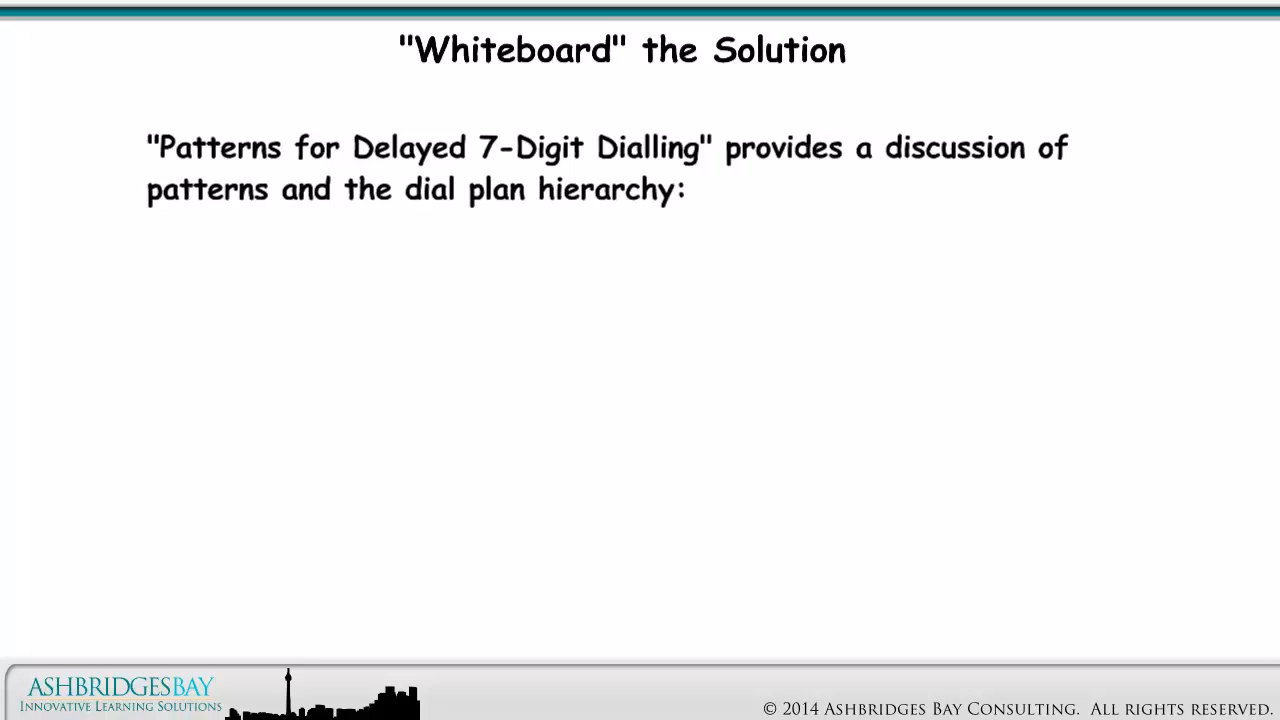 "Whiteboard" the Solution
"Patterns for Delayed 7-Digit Dialling" provides a discussion of
patterns and the dial plan hierarchy:
ASHBRIDGESBAY
INNOVATIVE LEARNING SOLUTIONS
© 2014 ASHBRIDGES BAY CONSULTING. ALL RIGHTS RESERVED.